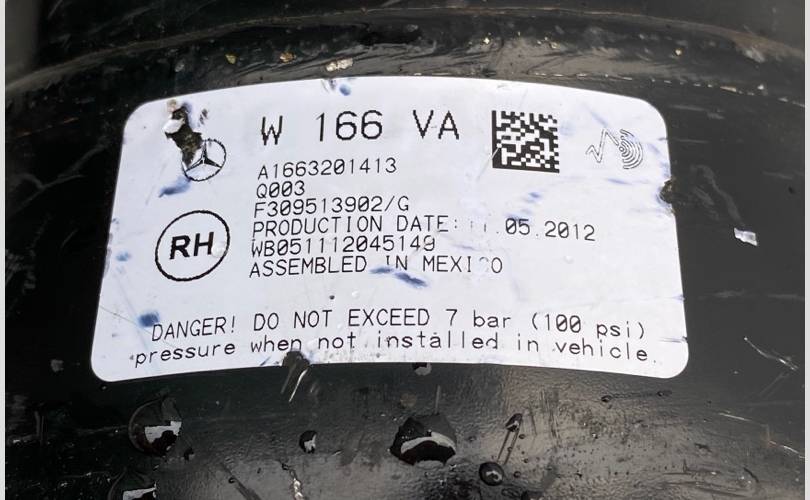 W 166 VA
A1663201413
Q003
F309513902/G
PRODUCTION DATE: .05.2012
WB051112045149
ASSEMBLED IN MEXICO
RH
DANGER! DO NOT EXCEED 7 bar (100 psi)
pressure when not installed in vehicle.